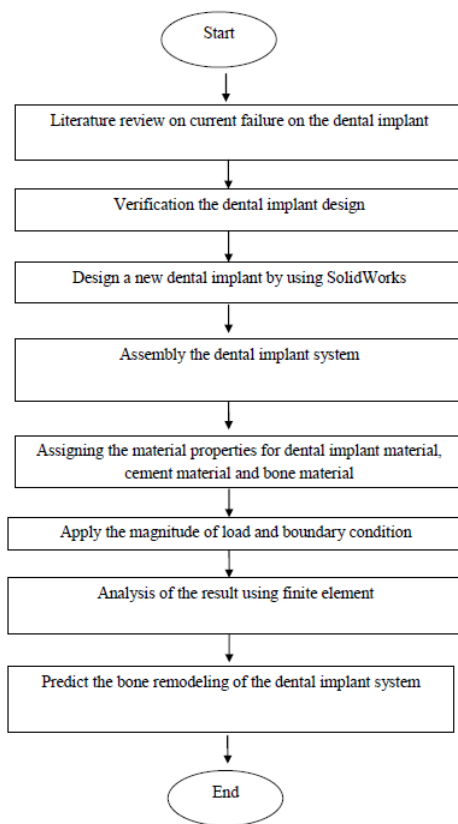 Start
Literature review on current failure on the dental implant
Verification the dental implant design
Design a new dental implant by using SolidWorks
Assembly the dental implant system
Assigning the material properties for dental implant material,
cement material and bone material
Apply the magnitude of load and boundary condition
Analysis of the result using finite element
Predict the bone remodeling of the dental implant system
End